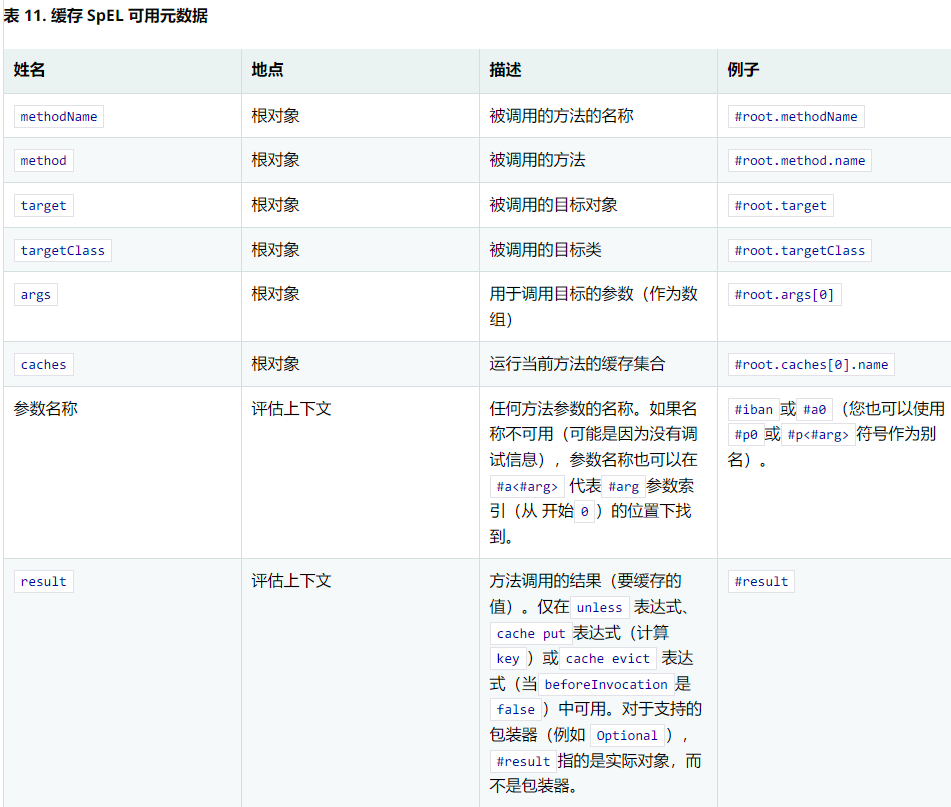 表 11. 缓存 SpEL 可用元数据
姓名 地点 描述 例子
methodName 根对象 被调用的方法的名称 #root.methodName
method 根对象 被调用的方法 #root.method.name
target 根对象 被调用的目标对象 #root.target
targetClass 根对象 被调用的目标类 #root.targetClass
args 根对象 用于调用目标的参数（作为数
组） #root.args[0]
caches 根对象 运行当前方法的缓存集合 #root.caches[0].name
参数名称 评估上下文 任何方法参数的名称。如果名
称不可用（可能是因为没有调
试信息），参数名称也可以在
#a<#arg> 代表 #arg 参数索
引（从 开始 0 ）的位置下找
到。
#iban 或 #a0 （您也可以使用
#p0 或 #p<#arg> 符号作为别
名）。
result 评估上下文 方法调用的结果（要缓存的
值）。仅在 unless 表达式、
cache put 表达式（计算
key ）或 cache evict 表达
式（当 beforeInvocation 是
false ）中可用。对于支持的
包装器（例如 Optional ），
#result 指的是实际对象，而
不是包装器。
#result